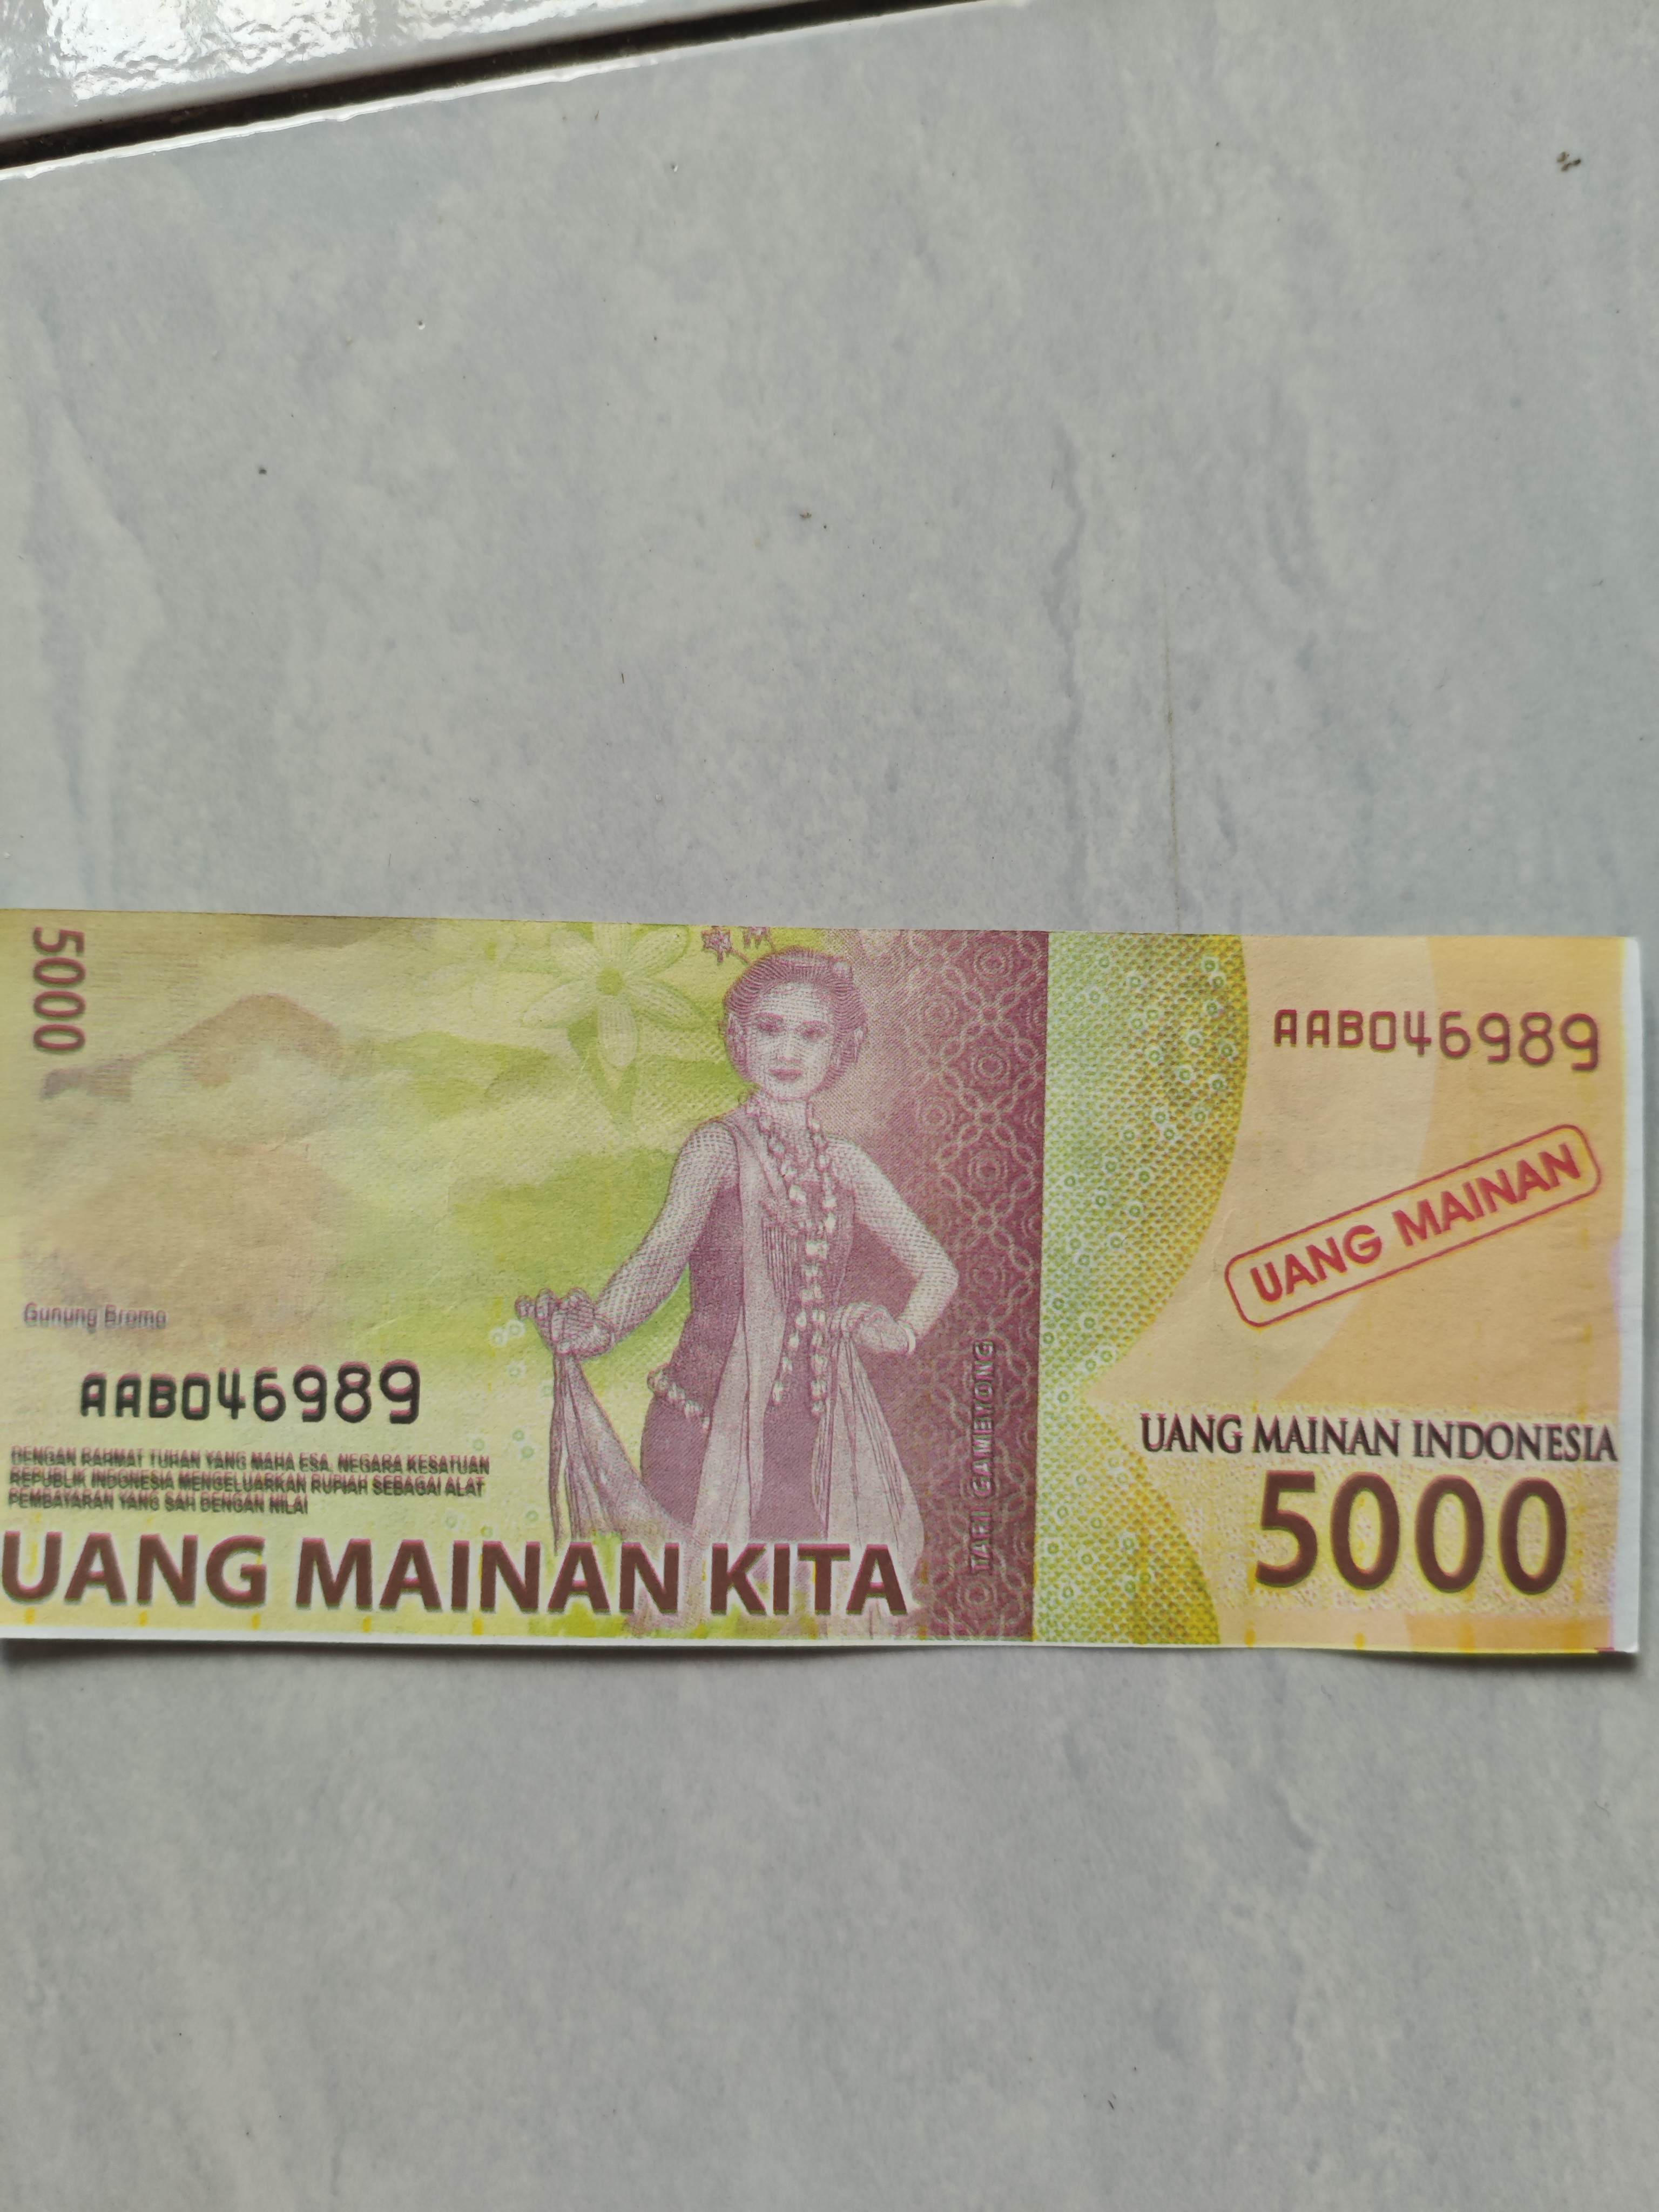 5000
AAB046989
UANG MAINAN
Gunung Bromo
AAB046989
DENGAN RAHMAT TUHAN YANG MAHA ESA, NEGARA KESATUAN
REPUBLIK INDONESIA MENGELUARKAN RUPIAH SEBAGAI ALAT
PEMBAYARAN YANG SAH DENGAN NILAI
UANG MAINAN KITA
TARI GAMBYONG
UANG MAINAN INDONESIA
5000